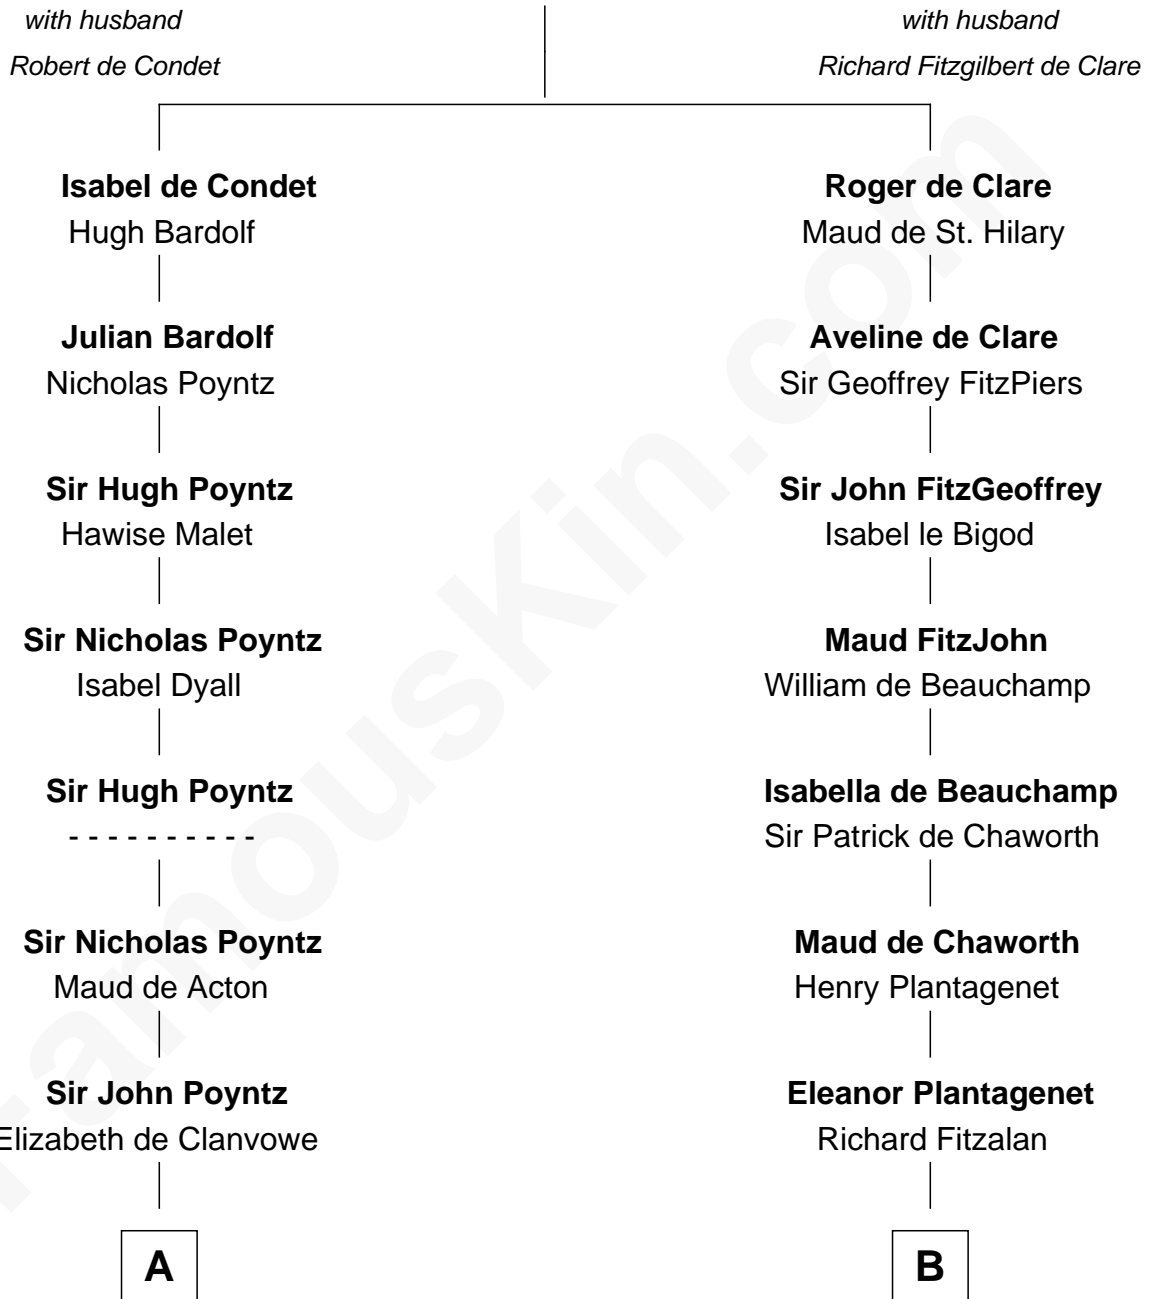 with husband
Robert de Condet
with husband
Richard Fitzgilbert de Clare
Isabel de Condet
Hugh Bardolf
Roger de Clare
Maud de St. Hilary
Julian Bardolf
Nicholas Poyntz
Aveline de Clare
Sir Geoffrey FitzPiers
Sir Hugh Poyntz
Hawise Malet
Sir John FitzGeoffrey
Isabel le Bigod
Sir Nicholas Poyntz
Isabel Dyall
Maud FitzJohn
William de Beauchamp
Sir Hugh Poyntz
- - - - - - - - - -
Isabella de Beauchamp
Sir Patrick de Chaworth
Sir Nicholas Poyntz
Maud de Acton
Maud de Chaworth
Henry Plantagenet
Sir John Poyntz
Elizabeth de Clanvowe
Eleanor Plantagenet
Richard Fitzalan
A
B
FamousKin.com